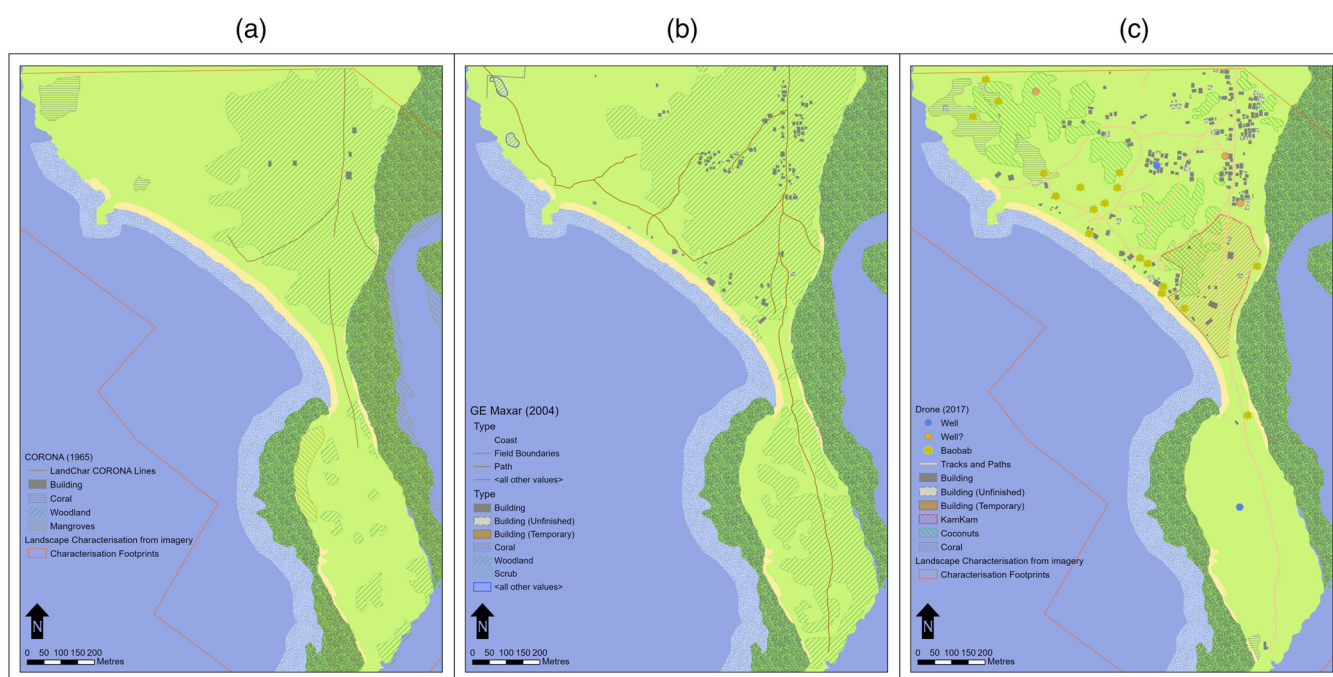 (a)
(b)
(c)
CORONA (1965)
LandChar CORONA Lines
Building
Coral
Woodland
Mangroves
Landscape Characterisation from imagery
Characterisation Footprints
N
0 50 100 150 200
Metres
GE Maxar (2004)
Type
Coast
Field Boundaries
Path
<all other values>
Type
Building
Building (Unfinished)
Building (Temporary)
Coral
Woodland
Scrub
<all other values>
N
0 50 100 150 200
Metres
Drone (2017)
Well
Well?
Baobab
Tracks and Paths
Building
Building (Unfinished)
Building (Temporary)
KamKam
Coconuts
Coral
Landscape Characterisation from imagery
Characterisation Footprints
N
0 50 100 150 200
Metres